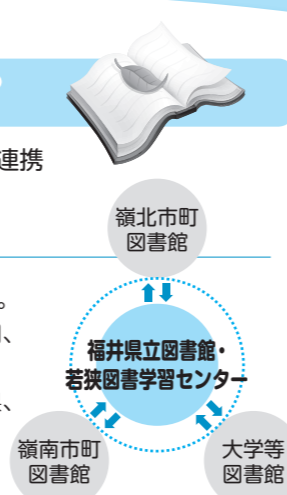 連携
嶺北市町
図書館
福井県立図書館・
若狭図書学習センター
嶺南市町
図書館
大学等
図書館